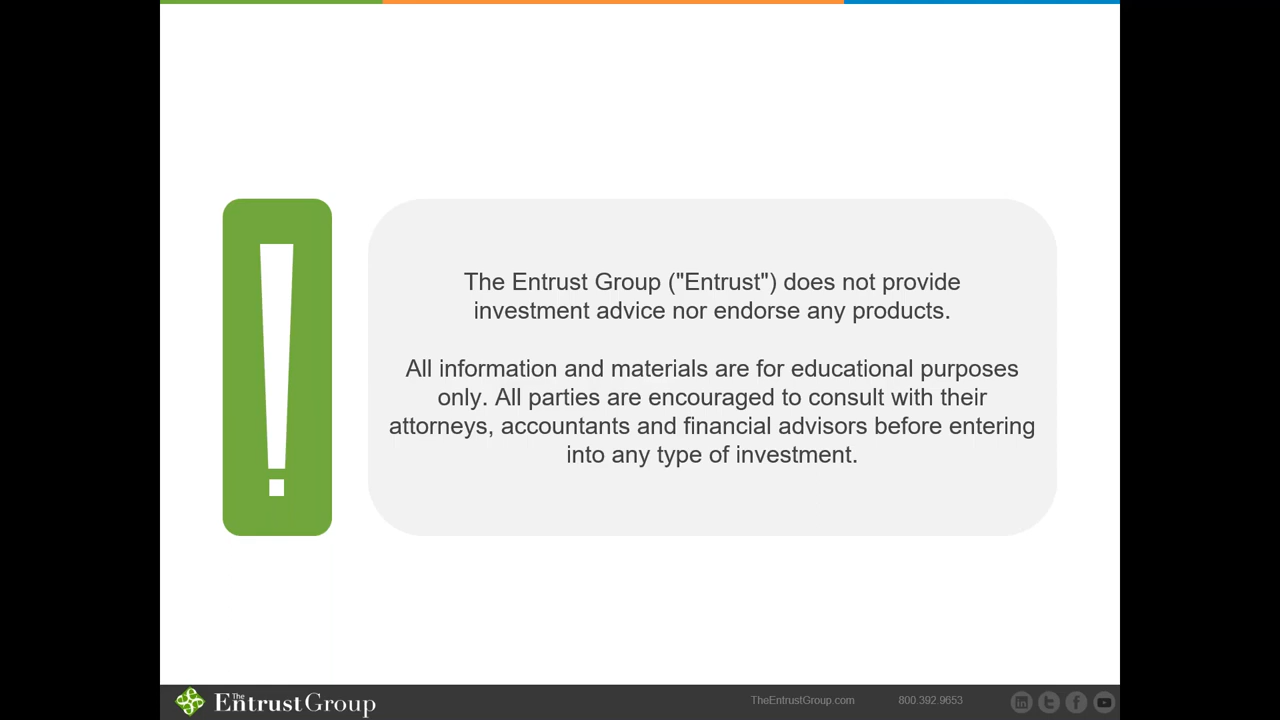 !
The Entrust Group ("Entrust") does not provide
investment advice nor endorse any products.
All information and materials are for educational purposes
only. All parties are encouraged to consult with their
attorneys, accountants and financial advisors before entering
into any type of investment.
The EntrustGroup
TheEntrustGroup.com
800.392.9653